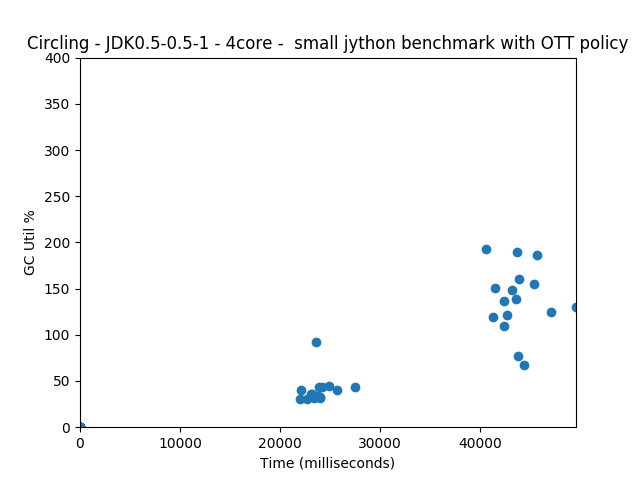 Circling - JDK0.5-0.5-1 - 4core -  small jython benchmark with OTT policy
400
350
300
250
200
150
100
50
0
GC Util %
0 10000 20000 30000 40000
Time (milliseconds)